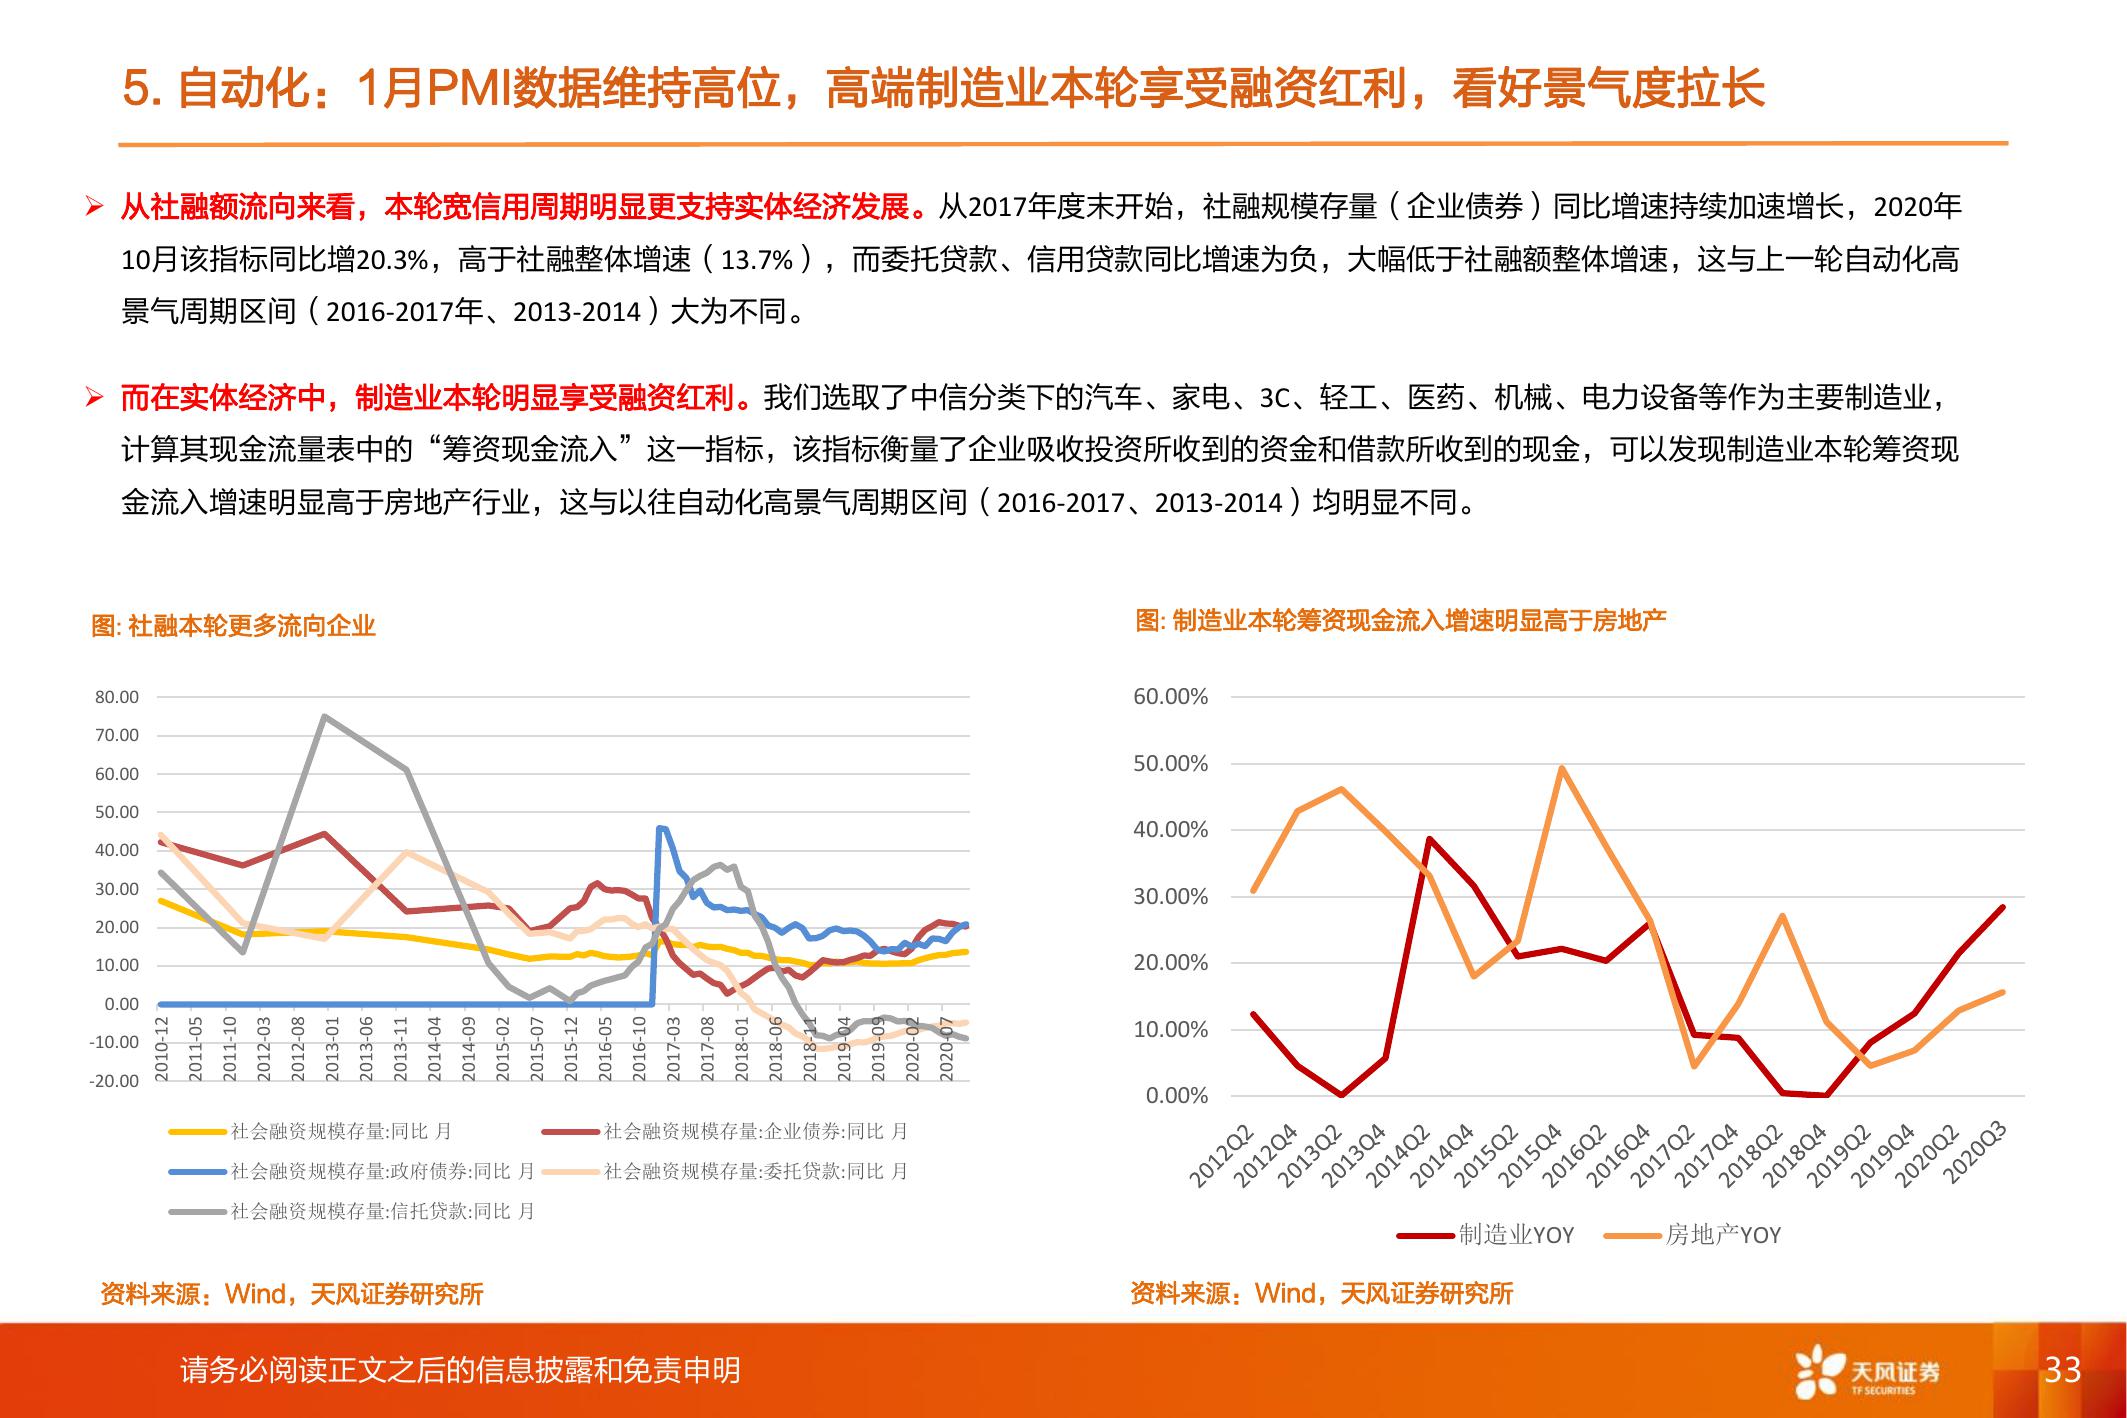 5. 自动化：1月PMI数据维持高位，高端制造业本轮享受融资红利，看好景气度拉长
➢ 从社融额流向来看，本轮宽信用周期明显更支持实体经济发展。从2017年度末开始，社融规模存量（企业债券）同比增速持续加速增长，2020年
10月该指标同比增20.3%，高于社融整体增速（13.7%），而委托贷款、信用贷款同比增速为负，大幅低于社融额整体增速，这与上一轮自动化高
景气周期区间（2016-2017年、2013-2014）大为不同。
➢ 而在实体经济中，制造业本轮明显享受融资红利。我们选取了中信分类下的汽车、家电、3C、轻工、医药、机械、电力设备等作为主要制造业，
计算其现金流量表中的“筹资现金流入”这一指标，该指标衡量了企业吸收投资所收到的资金和借款所收到的现金，可以发现制造业本轮筹资现
金流入增速明显高于房地产行业，这与以往自动化高景气周期区间（2016-2017、2013-2014）均明显不同。
图: 社融本轮更多流向企业
80.00
70.00
60.00
50.00
40.00
30.00
20.00
10.00
0.00
-10.00
-20.00
2010-12 2011-05 2011-10 2012-03 2012-08 2013-01 2013-06 2013-11 2014-04 2014-09 2015-02 2015-07 2015-12 2016-05 2016-10 2017-03 2017-08 2018-01 2018-06 2018-11 2019-04 2019-09 2020-02 2020-07
社会融资规模存量:同比 月 社会融资规模存量:企业债券:同比 月
社会融资规模存量:政府债券:同比 月 社会融资规模存量:委托贷款:同比 月
社会融资规模存量:信托贷款:同比 月
资料来源：Wind，天风证券研究所
图: 制造业本轮筹资现金流入增速明显高于房地产
60.00%
50.00%
40.00%
30.00%
20.00%
10.00%
0.00%
2012Q2 2012Q4 2013Q2 2013Q4 2014Q2 2014Q4 2015Q2 2015Q4 2016Q2 2016Q4 2017Q2 2017Q4 2018Q2 2018Q4 2019Q2 2019Q4 2020Q2 2020Q3
制造业YOY 房地产YOY
资料来源：Wind，天风证券研究所
请务必阅读正文之后的信息披露和免责申明
天风证券
TF SECURITIES
33